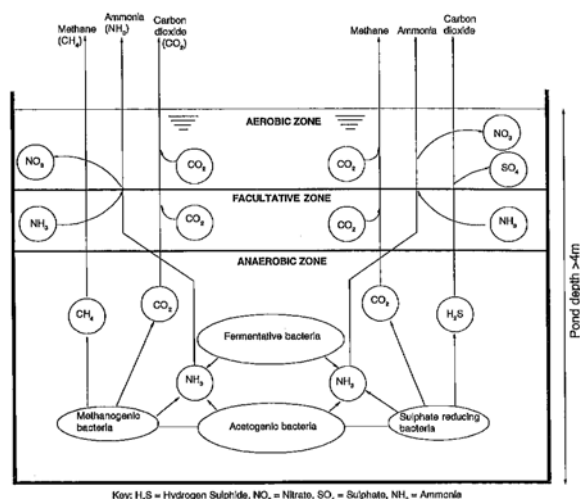 Methane
(CH₄)
Ammonia
(NH₃)
Carbon
dioxide
(CO₂)
Methane
Ammonia
Carbon
dioxide
AEROBIC ZONE
NO₃
CO₂
CO₂
NO₃
SO₄
FACULTATIVE ZONE
NH₃
CO₂
CO₂
NH₃
ANAEROBIC ZONE
CH₄
CO₂
Fermentative bacteria
CO₂
H₂S
NH₃
NH₃
Methanogenic
bacteria
Acetogenic bacteria
Sulphate reducing
bacteria
Pond depth >4m
Key: H₂S = Hydrogen Sulphide, NO₃ = Nitrate, SO₄ = Sulphate, NH₃ = Ammonia